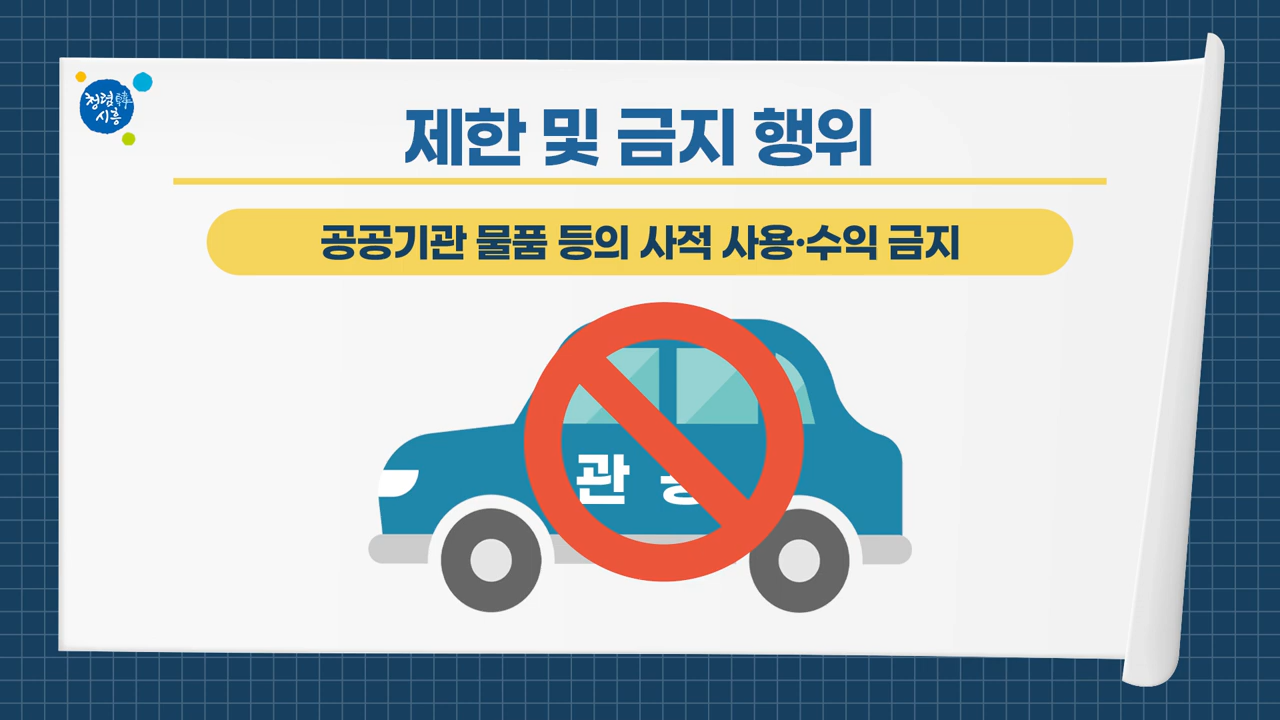 청렴韓
시흥
제한 및 금지 행위
공공기관 물품 등의 사적 사용·수익 금지
관